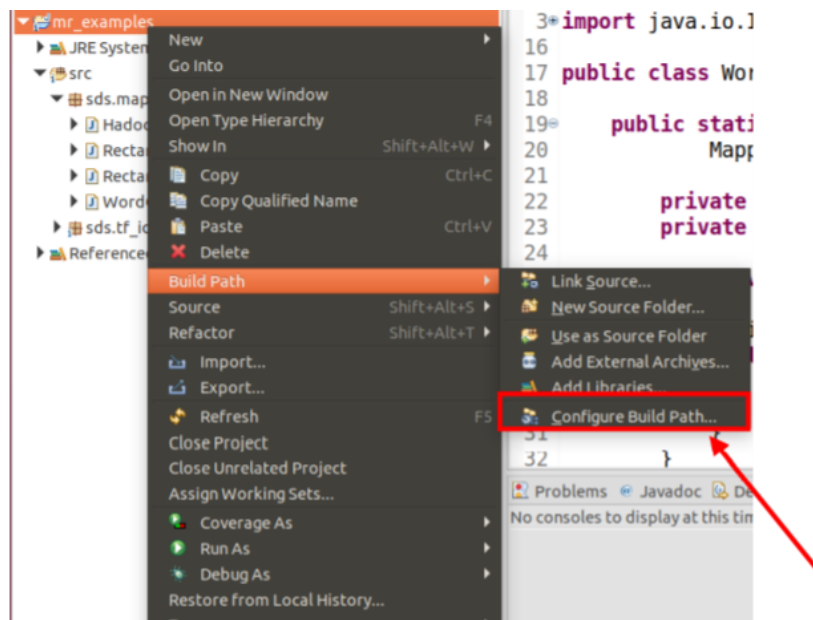 mr_examples
JRE System
src
sds.map
Hadoo
Recta
Recta
Word
sds.tf_id
Reference
New
Go Into
Open in New Window
Open Type Hierarchy F4
Show In Shift+Alt+W
Copy Ctrl+C
Copy Qualified Name
Paste Ctrl+V
Delete
Build Path
Source Shift+Alt+S
Refactor Shift+Alt+T
Import...
Export...
Refresh F5
Close Project
Close Unrelated Project
Assign Working Sets...
Coverage As
Run As
Debug As
Restore from Local History...
Link Source...
New Source Folder...
Use as Source Folder
Add External Archives...
Add Libraries...
Configure Build Path...
3 import java.io.I
16
17 public class Wor
18
19 public stati
20 Mapp
21
22 private
23 private
24
31 }
32 }
Problems Javadoc De
No consoles to display at this tim